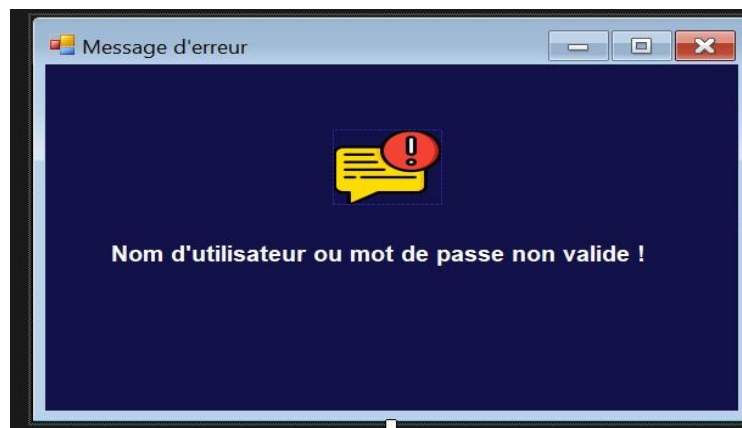 Message d'erreur
Nom d'utilisateur ou mot de passe non valide !